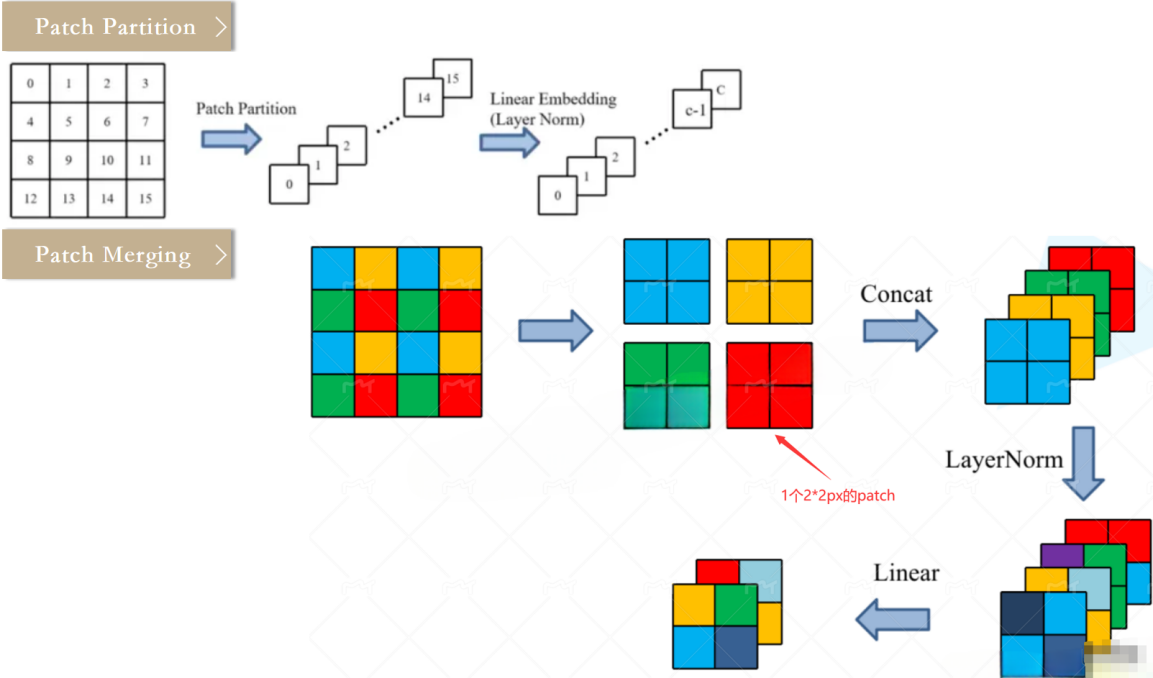 Patch Partition
0 1 2 3
4 5 6 7
8 9 10 11
12 13 14 15
Patch Partition
0 1 2 14 15
Linear Embedding
(Layer Norm)
0 1 2 c-1 C
Patch Merging
Concat
1个2*2px的patch
LayerNorm
Linear